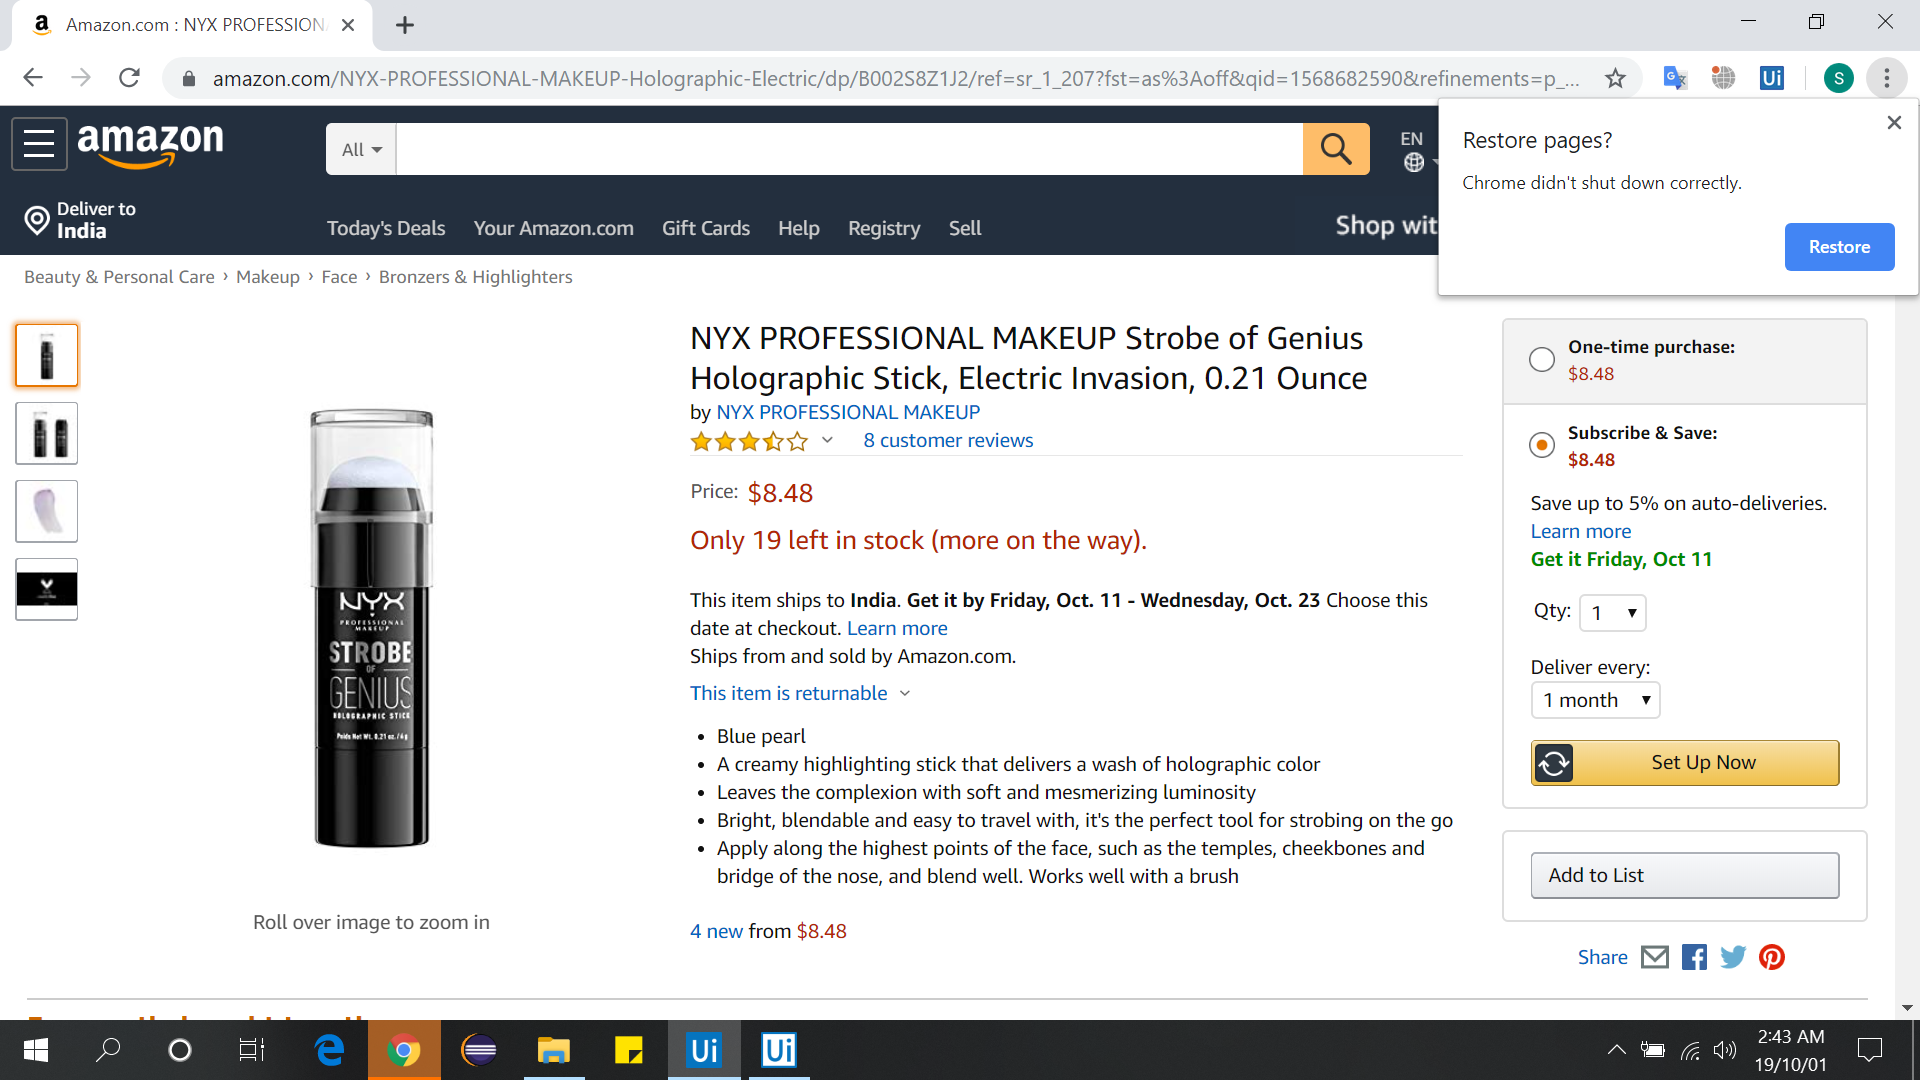 Amazon.com : NYX PROFESSION
amazon.com/NYX-PROFESSIONAL-MAKEUP-Holographic-Electric/dp/B002S8Z1J2/ref=sr_1_207?fst=as%3Aoff&qid=1568682590&refinements=p_...
Ui
S
Restore pages?
Chrome didn't shut down correctly.
Restore
amazon
All
EN
Deliver to
India
Today's Deals
Your Amazon.com
Gift Cards
Help
Registry
Sell
Shop wit
Beauty & Personal Care › Makeup › Face › Bronzers & Highlighters
NYX
PROFESSIONAL
MAKEUP
STROBE
OF
GENIUS
HOLOGRAPHIC STICK
Poids Net Wt. 0.21 oz. / 6 g
Roll over image to zoom in
NYX PROFESSIONAL MAKEUP Strobe of Genius
Holographic Stick, Electric Invasion, 0.21 Ounce
by NYX PROFESSIONAL MAKEUP
8 customer reviews
Price: $8.48
Only 19 left in stock (more on the way).
This item ships to India. Get it by Friday, Oct. 11 - Wednesday, Oct. 23 Choose this
date at checkout. Learn more
Ships from and sold by Amazon.com.
This item is returnable
• Blue pearl
• A creamy highlighting stick that delivers a wash of holographic color
• Leaves the complexion with soft and mesmerizing luminosity
• Bright, blendable and easy to travel with, it's the perfect tool for strobing on the go
• Apply along the highest points of the face, such as the temples, cheekbones and
bridge of the nose, and blend well. Works well with a brush
4 new from $8.48
One-time purchase:
$8.48
Subscribe & Save:
$8.48
Save up to 5% on auto-deliveries.
Learn more
Get it Friday, Oct 11
Qty: 1
Deliver every:
1 month
Set Up Now
Add to List
Share
Ui
Ui
2:43 AM
19/10/01